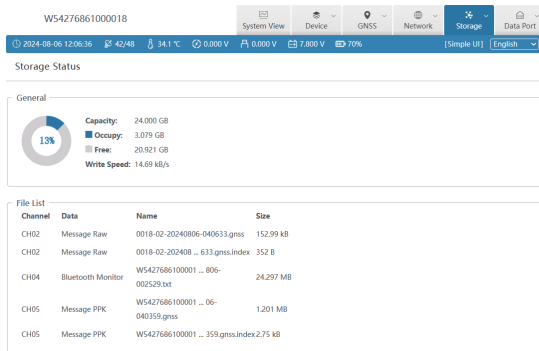 W54276861000018
System View
Device
GNSS
Network
Storage
Data Port
2024-08-06 12:06:36 42/48 34.1 ℃ 0.000 V 0.000 V 7.800 V 70% [Simple UI] English
Storage Status
General
13%
Capacity: 24.000 GB
Occupy: 3.079 GB
Free: 20.921 GB
Write Speed: 14.69 kB/s
File List
Channel Data Name Size
CH02 Message Raw 0018-02-20240806-040633.gnss 152.99 kB
CH02 Message Raw 0018-02-202408 ... 633.gnss.index 352 B
CH04 Bluetooth Monitor W5427686100001 ... 806-
002529.txt 24.297 MB
CH05 Message PPK W5427686100001 ... 06-
040359.gnss 1.201 MB
CH05 Message PPK W5427686100001 ... 359.gnss.index 2.75 kB